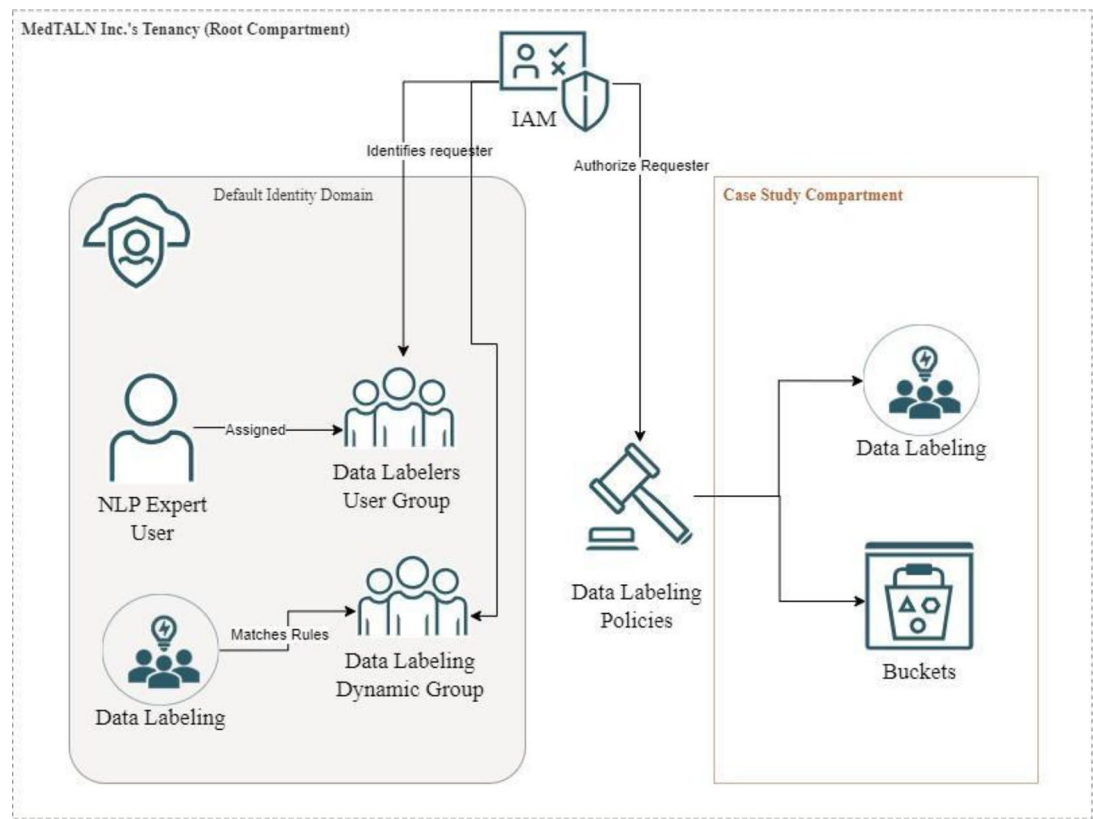 MedTALN Inc.'s Tenancy (Root Compartment)
IAM
Identifies requester
Authorize Requester
Default Identity Domain
Case Study Compartment
Assigned
Data Labelers
User Group
NLP Expert
User
Data Labeling
Matches Rules
Data Labeling
Dynamic Group
Data Labeling
Policies
Data Labeling
Buckets